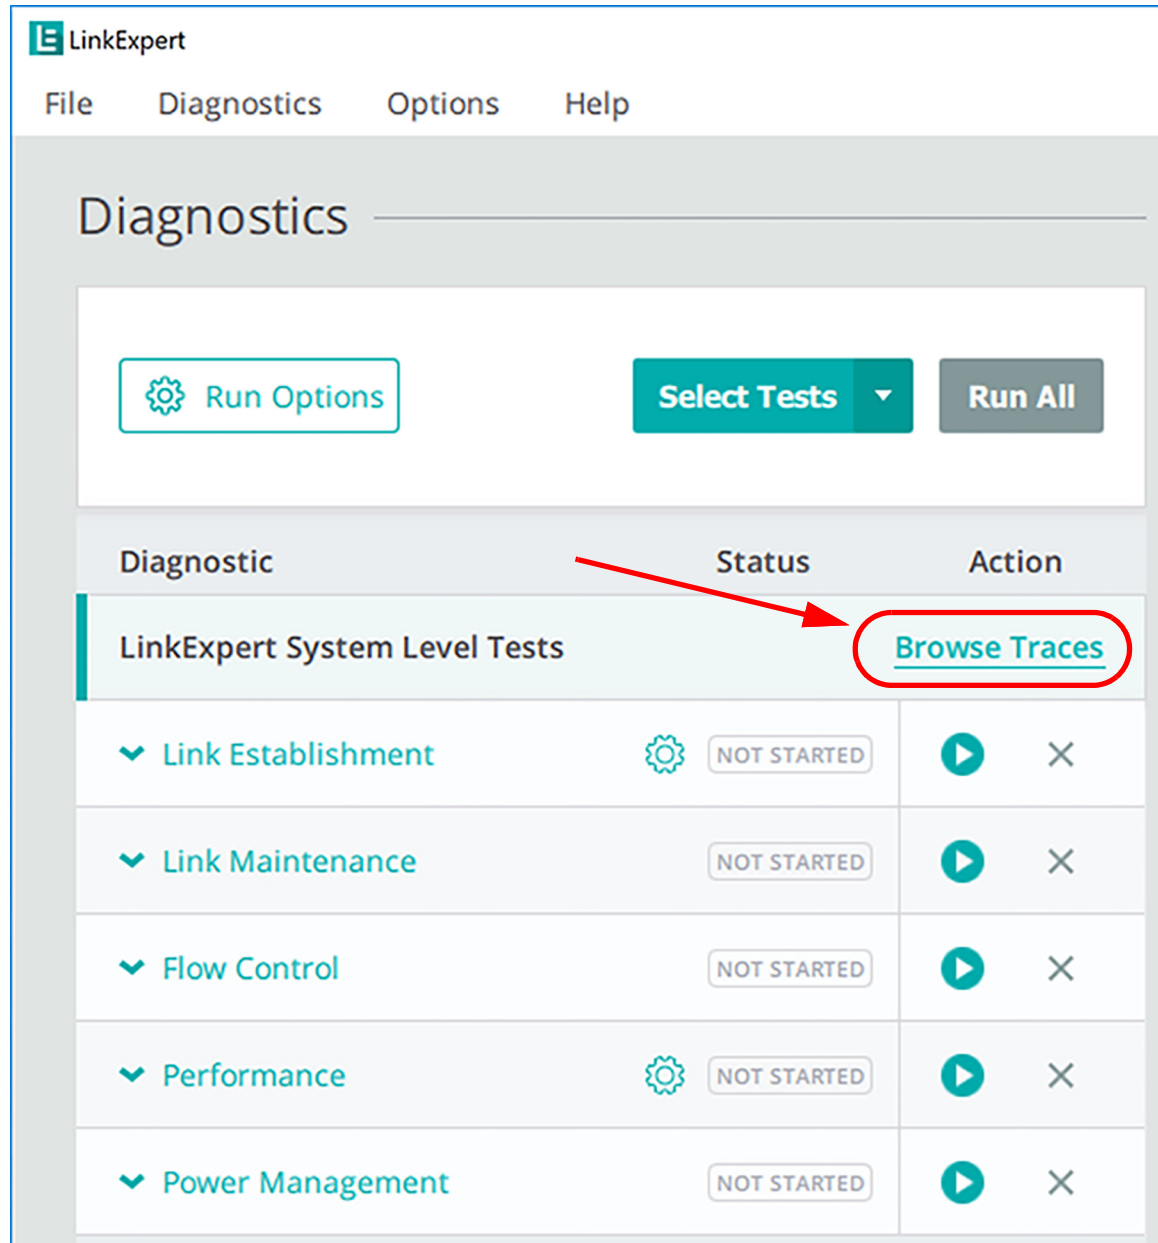 LinkExpert
File Diagnostics Options Help
Diagnostics
Run Options Select Tests Run All
Diagnostic Status Action
LinkExpert System Level Tests Browse Traces
Link Establishment NOT STARTED
Link Maintenance NOT STARTED
Flow Control NOT STARTED
Performance NOT STARTED
Power Management NOT STARTED